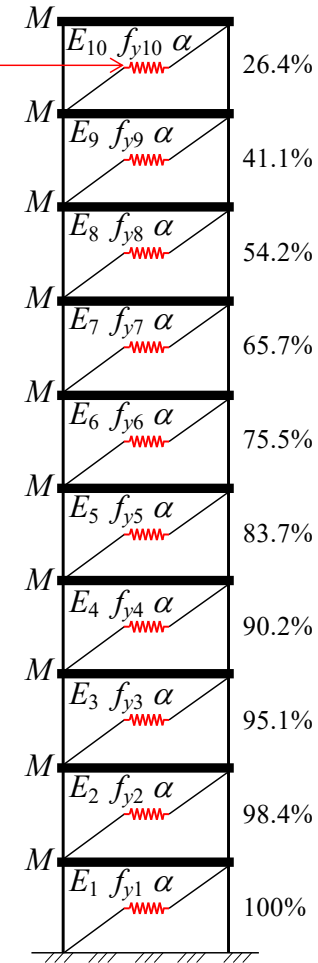 M
E10 fy10 α
26.4%
M
E9 fy9 α
41.1%
M
E8 fy8 α
54.2%
M
E7 fy7 α
65.7%
M
E6 fy6 α
75.5%
M
E5 fy5 α
83.7%
M
E4 fy4 α
90.2%
M
E3 fy3 α
95.1%
M
E2 fy2 α
98.4%
M
E1 fy1 α
100%